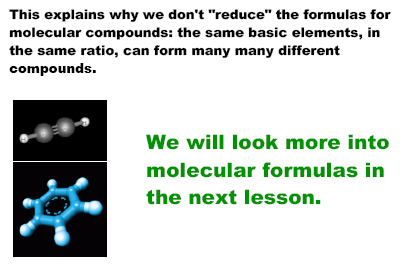 This explains why we don't "reduce" the formulas for
molecular compounds: the same basic elements, in
the same ratio, can form many many different
compounds.
We will look more into
molecular formulas in
the next lesson.